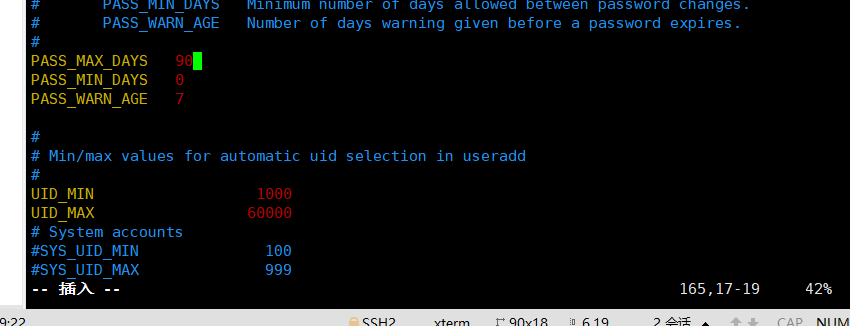 #       PASS_MIN_DAYS   Minimum number of days allowed between password changes.
#       PASS_WARN_AGE   Number of days warning given before a password expires.
#
PASS_MAX_DAYS   90
PASS_MIN_DAYS   0
PASS_WARN_AGE   7
#
# Min/max values for automatic uid selection in useradd
#
UID_MIN                  1000
UID_MAX                 60000
# System accounts
#SYS_UID_MIN              100
#SYS_UID_MAX              999
-- 插入 --                                                              165,17-19     42%
9:22 SSH2 xterm 90x18 6,19 2 会话 CAP NUM